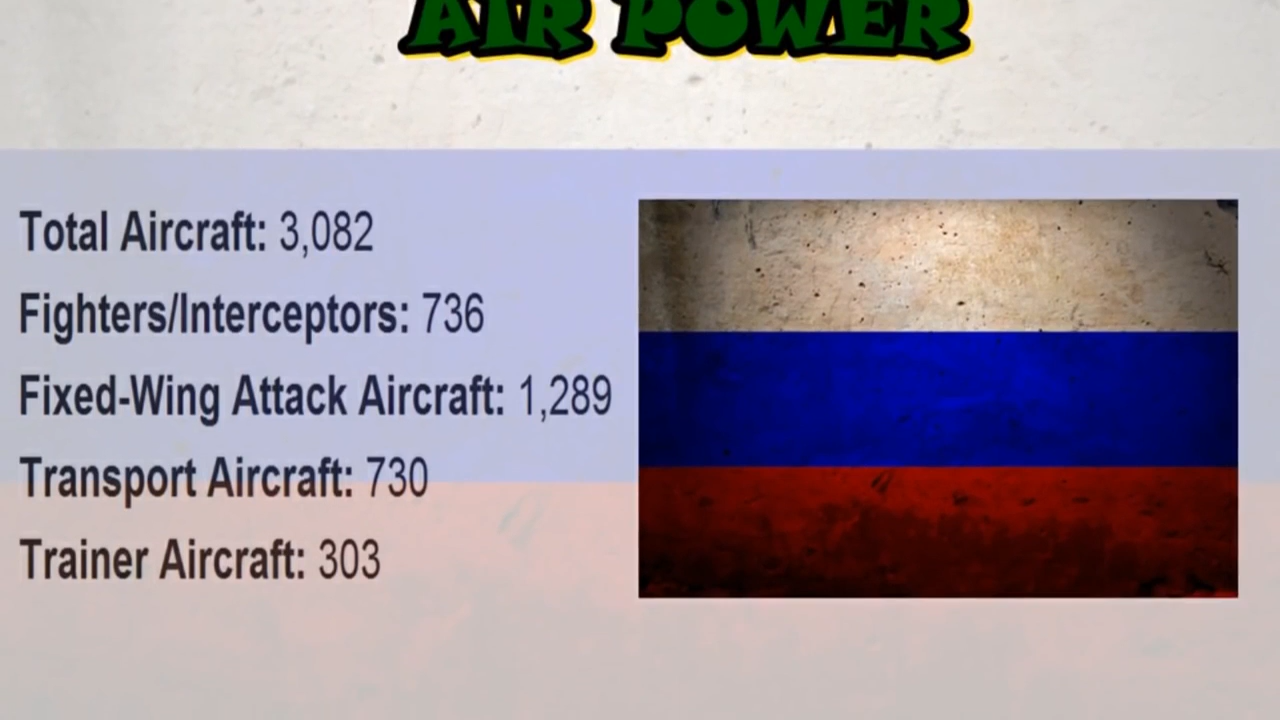 AIR POWER
Total Aircraft: 3,082
Fighters/Interceptors: 736
Fixed-Wing Attack Aircraft: 1,289
Transport Aircraft: 730
Trainer Aircraft: 303